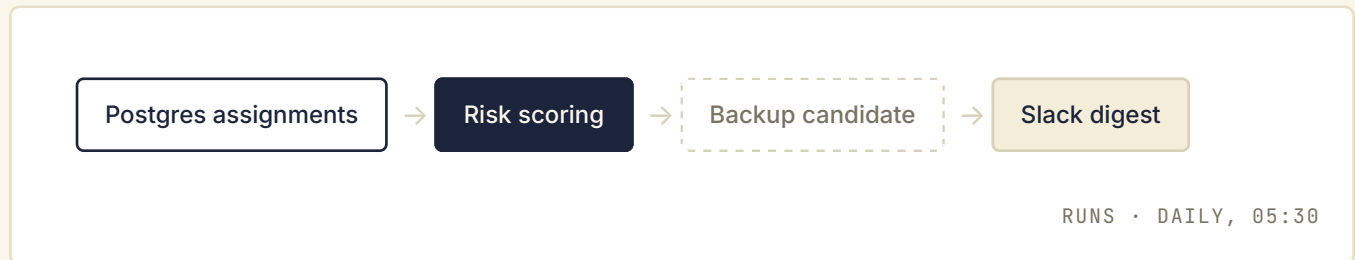 Postgres assignments → Risk scoring → Backup candidate → Slack digest
RUNS · DAILY, 05:30